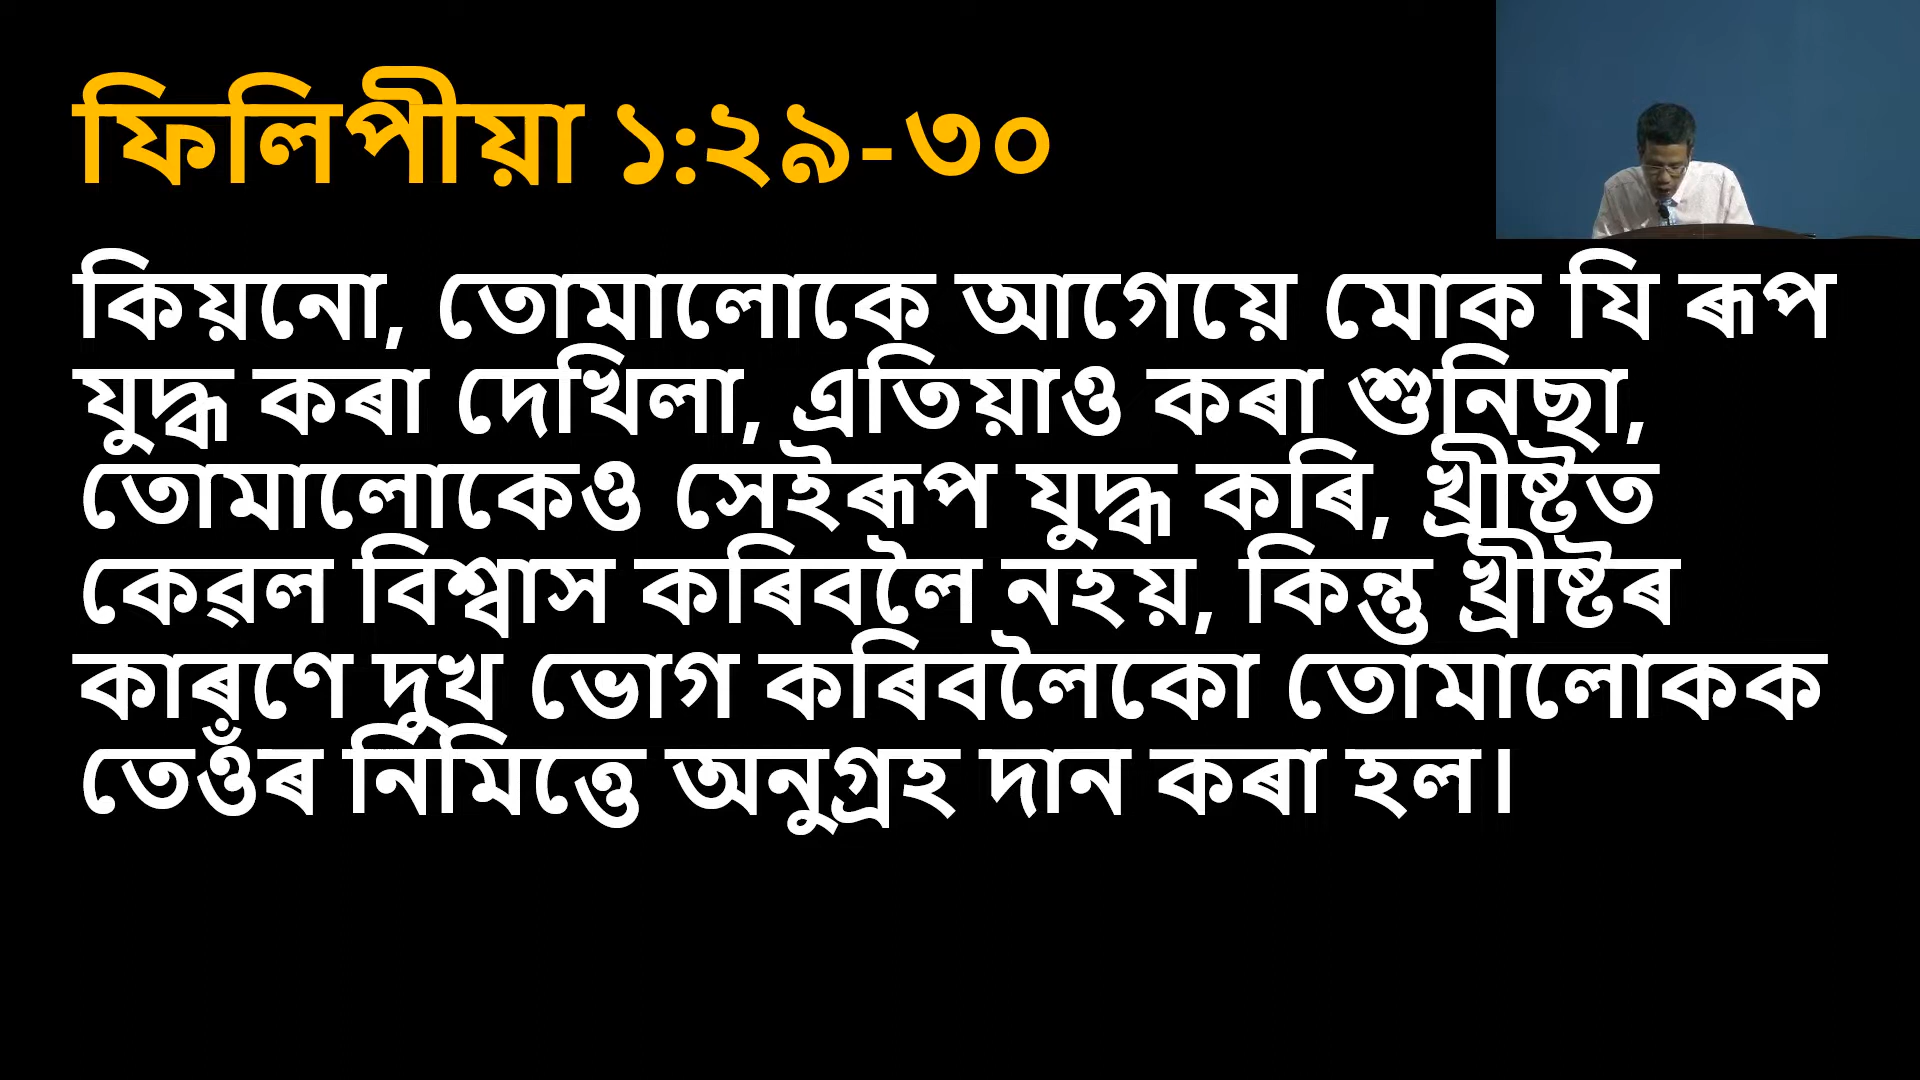 ফিলিপীয়া ১:২৯-৩০
কিয়নো, তোমালোকে আগেয়ে মোক যি ৰূপ
যুদ্ধ কৰা দেখিলা, এতিয়াও কৰা শুনিছা,
তোমালোকেও সেইৰূপ যুদ্ধ কৰি, খ্ৰীষ্টত
কেৱল বিশ্বাস কৰিবলৈ নহয়, কিন্তু খ্ৰীষ্টৰ
কাৰণে দুখ ভোগ কৰিবলৈকো তোমালোকক
তেওঁৰ নিমিত্তে অনুগ্ৰহ দান কৰা হল।